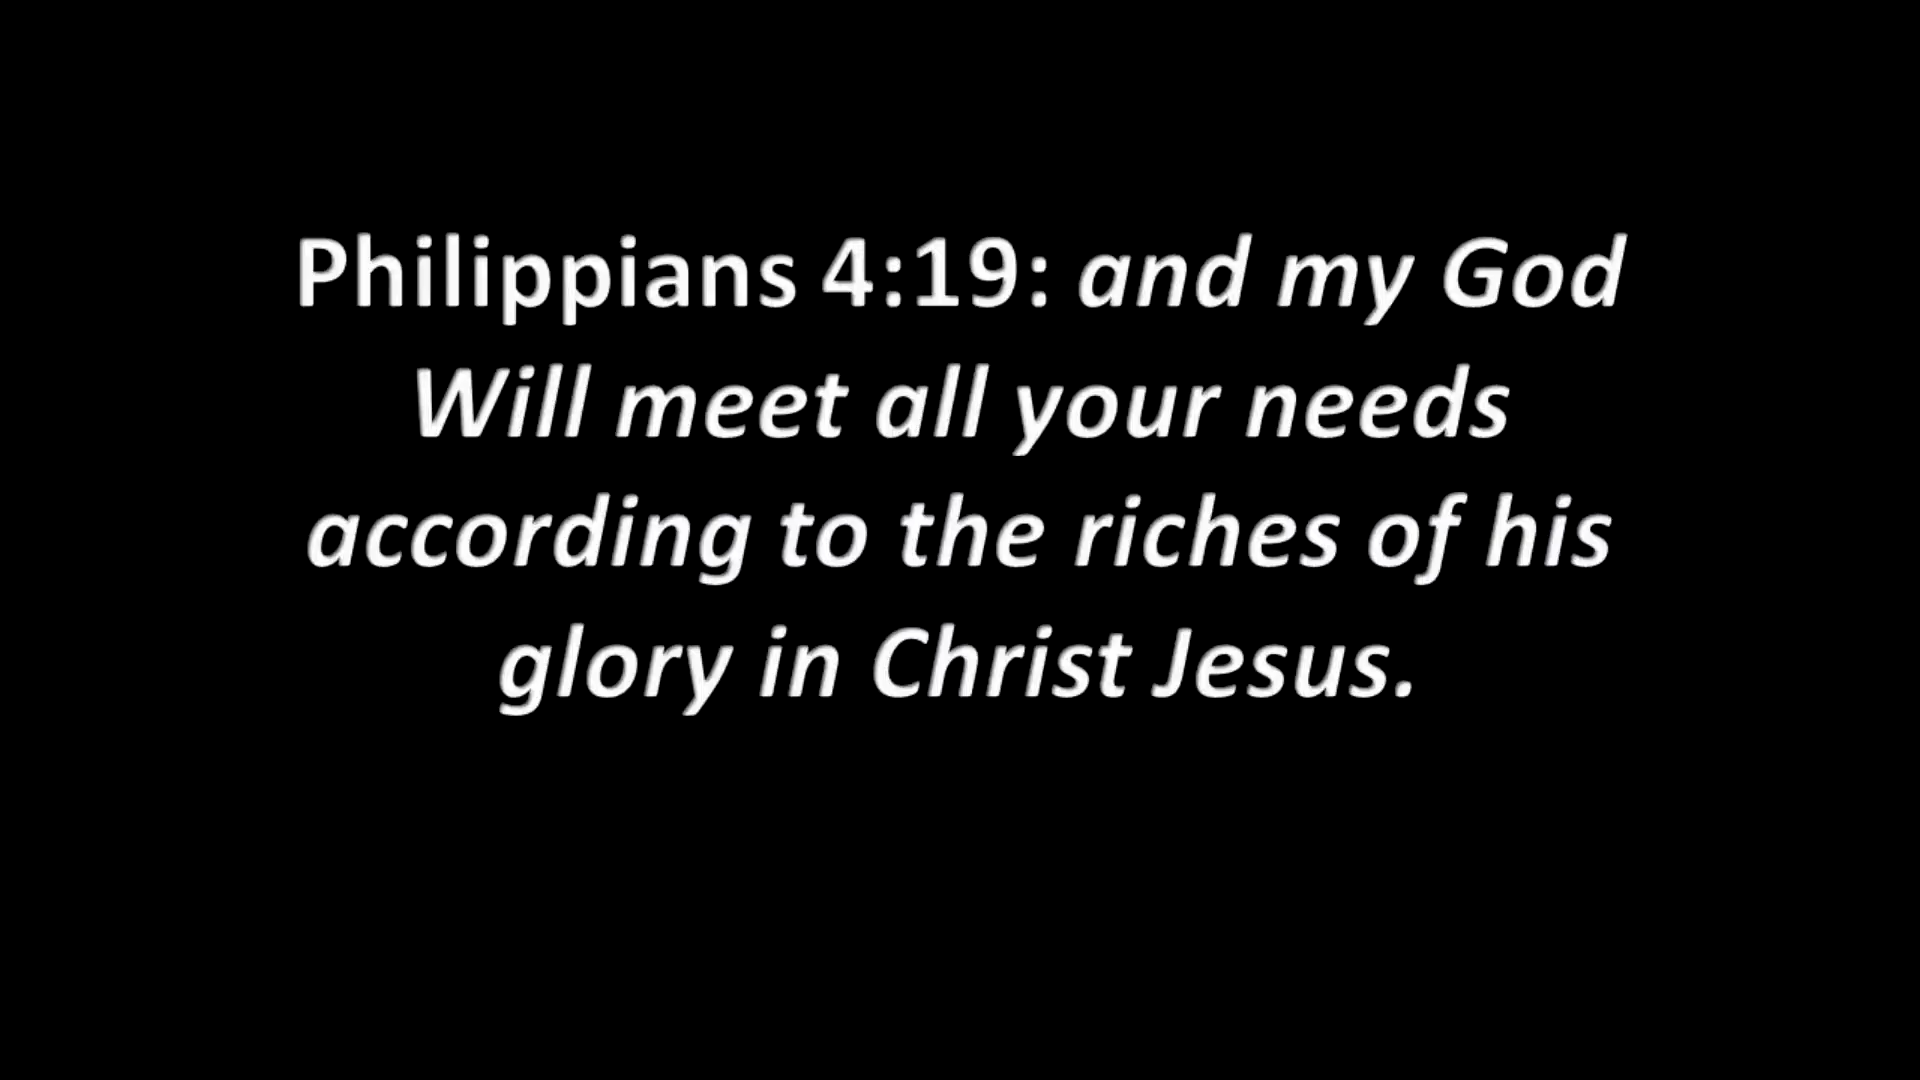 Philippians 4:19: and my God
Will meet all your needs
according to the riches of his
glory in Christ Jesus.